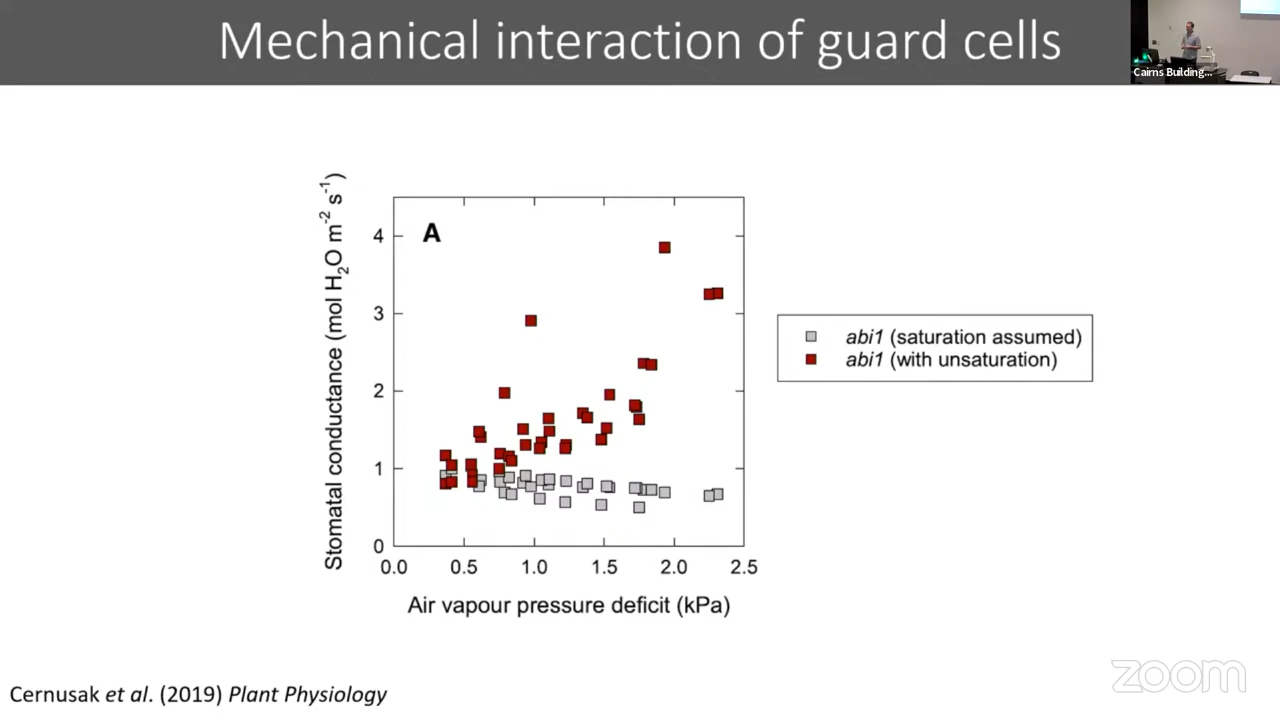 Mechanical interaction of guard cells
Cairns Building...
Stomatal conductance (mol H₂O m⁻² s⁻¹)
A
4
3
2
1
0
0.0 0.5 1.0 1.5 2.0 2.5
Air vapour pressure deficit (kPa)
abi1 (saturation assumed)
abi1 (with unsaturation)
Cernusak et al. (2019) Plant Physiology
zoom